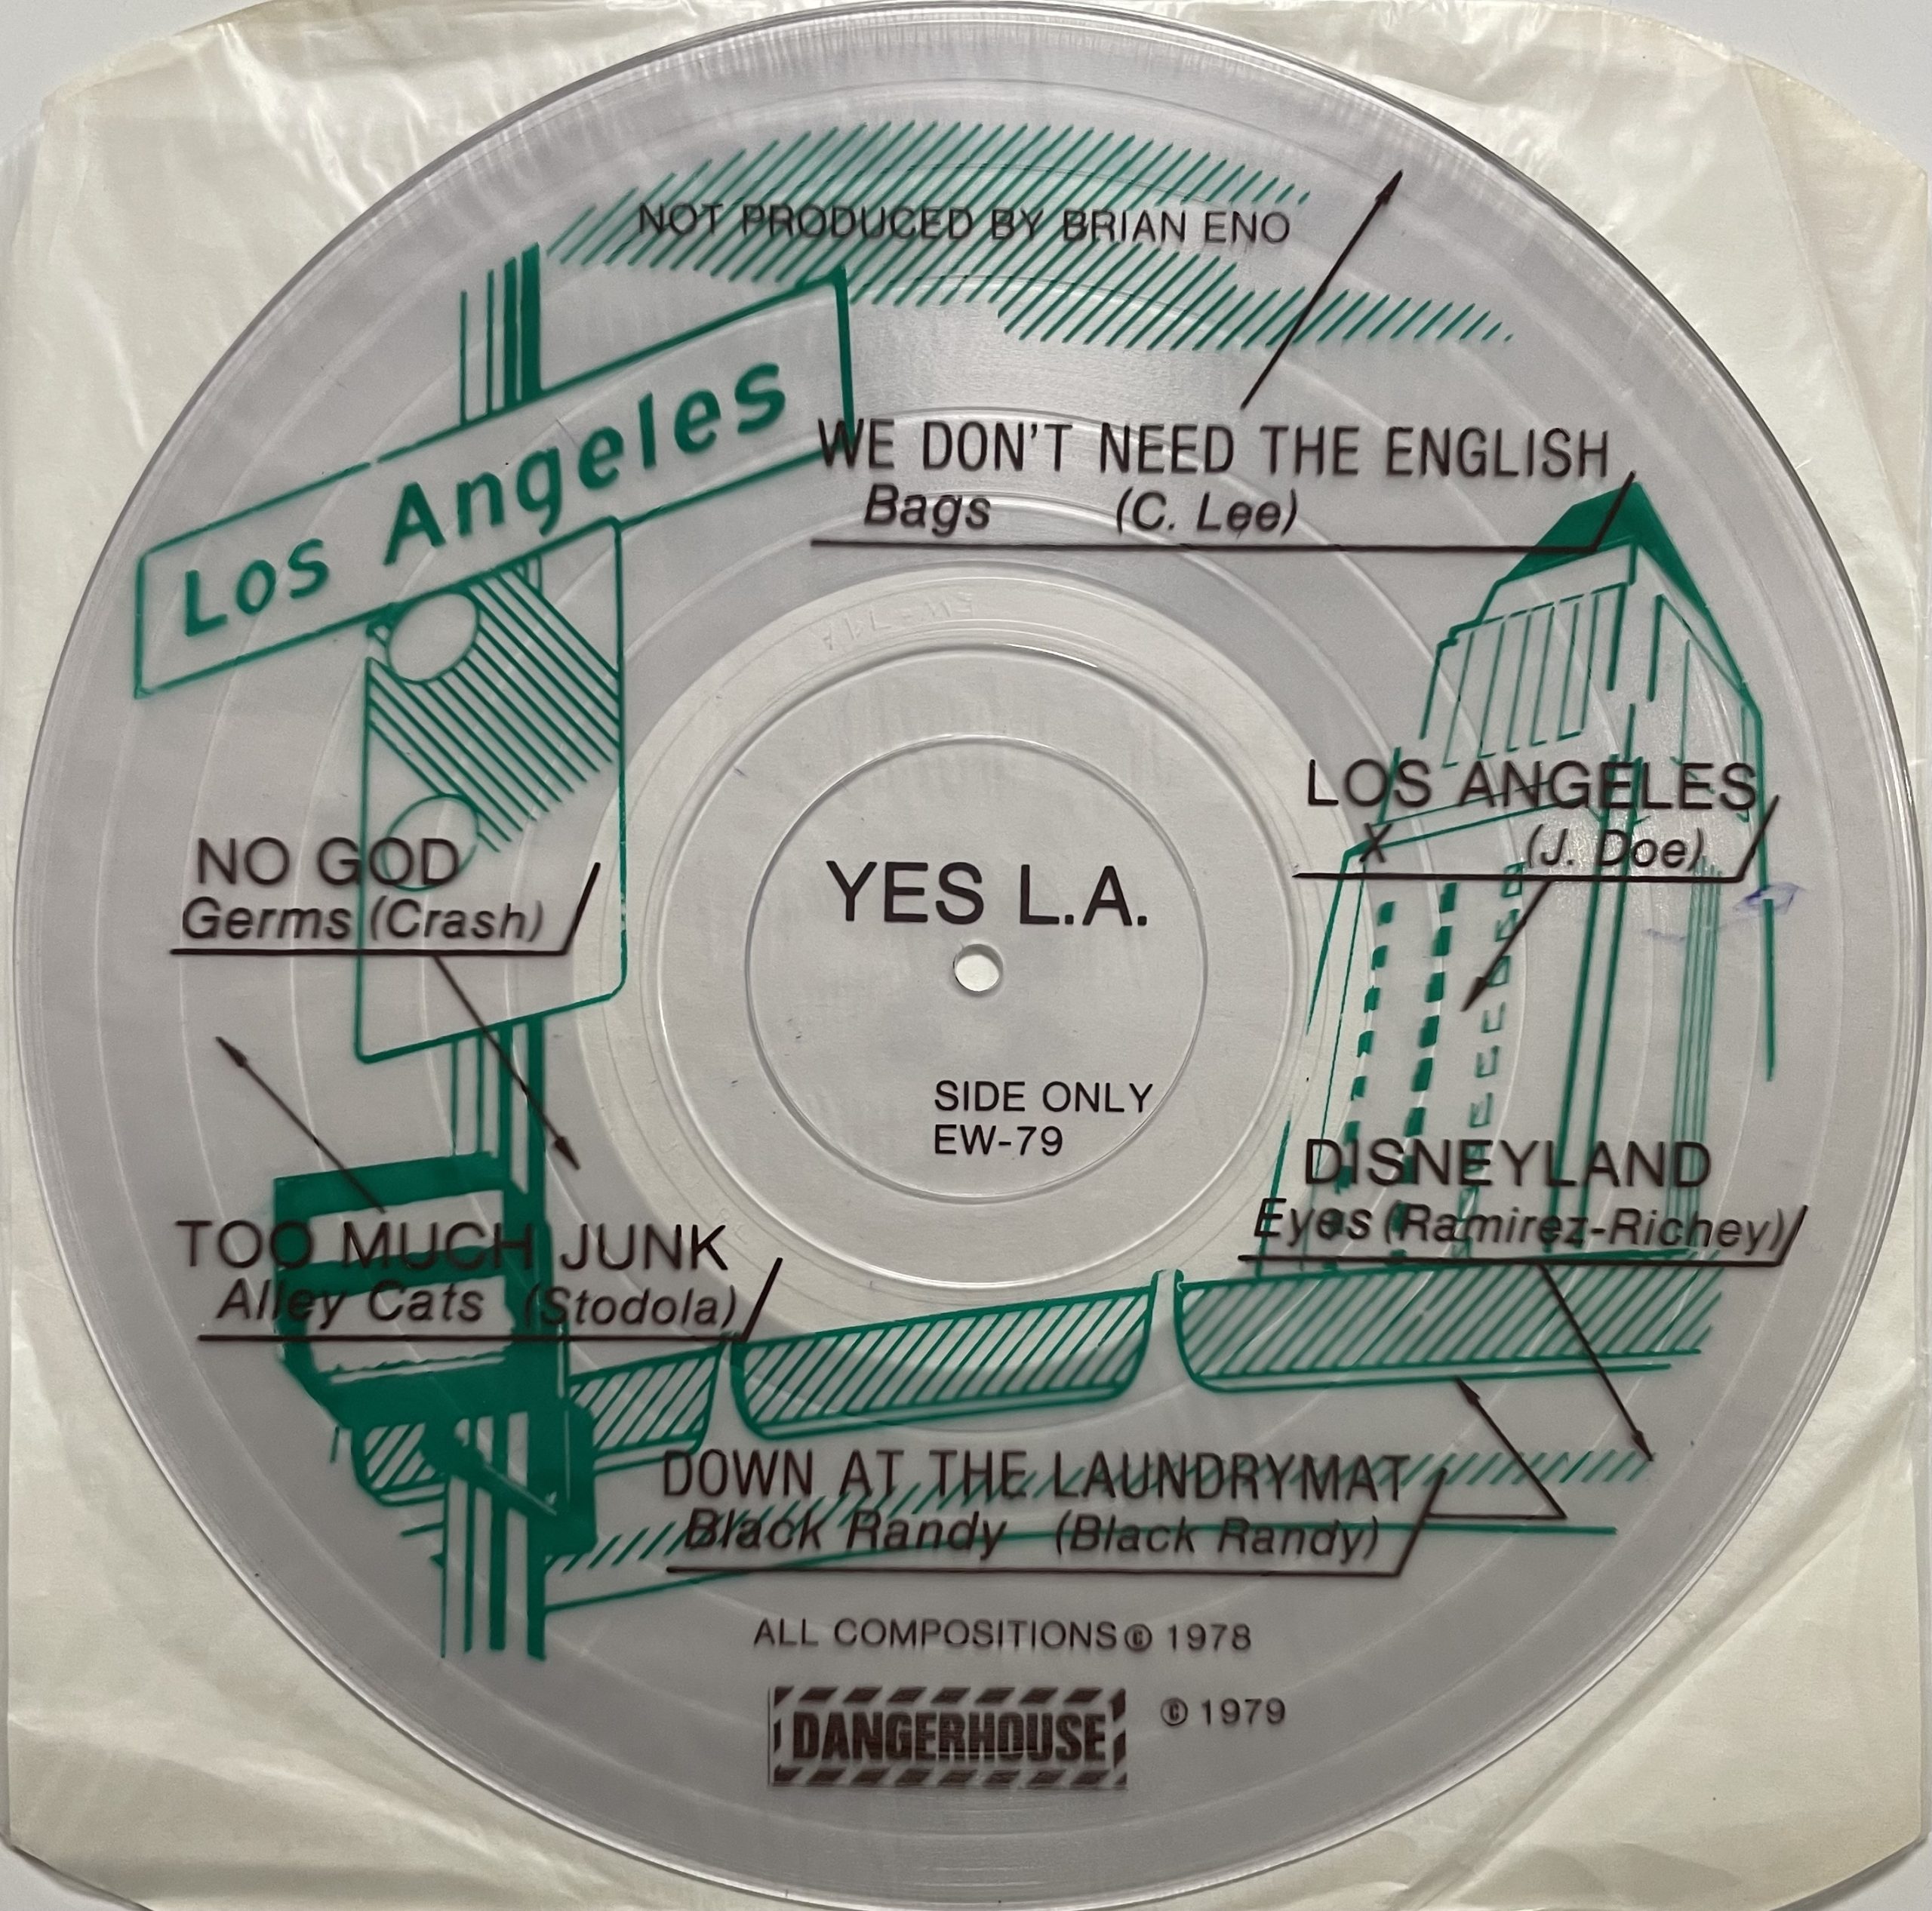 NOT PRODUCED BY BRIAN ENO
Los Angeles
WE DON'T NEED THE ENGLISH
Bags (C. Lee)
LOS ANGELES
X (J. Doe)
NO GOD
Germs (Crash)
YES L.A.
SIDE ONLY
EW-79
DISNEYLAND
Eyes (Ramirez-Richey)
TOO MUCH JUNK
Alley Cats (Stodola)
DOWN AT THE LAUNDRYMAT
Black Randy (Black Randy)
ALL COMPOSITIONS © 1978
DANGERHOUSE © 1979